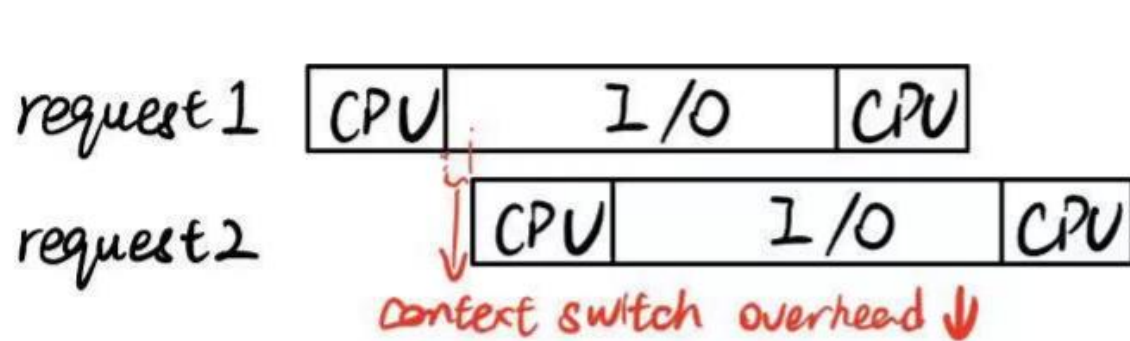 request 1 CPU I/O CPU
request 2 CPU I/O CPU
context switch overhead ↓